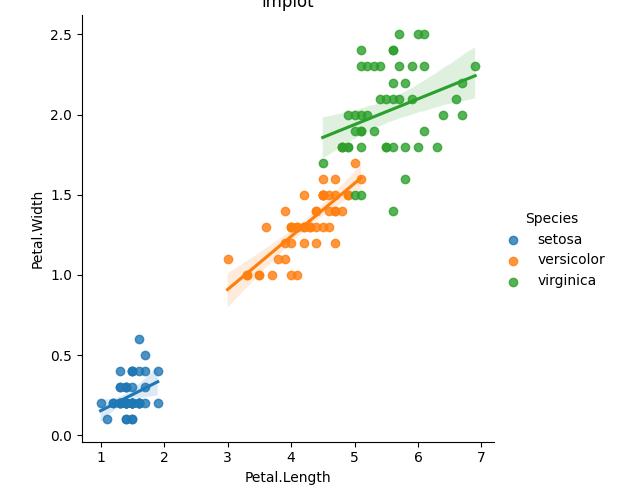 lmplot
2.5
2.0
1.5
1.0
0.5
0.0
Petal.Width
1 2 3 4 5 6 7
Petal.Length
Species
setosa
versicolor
virginica